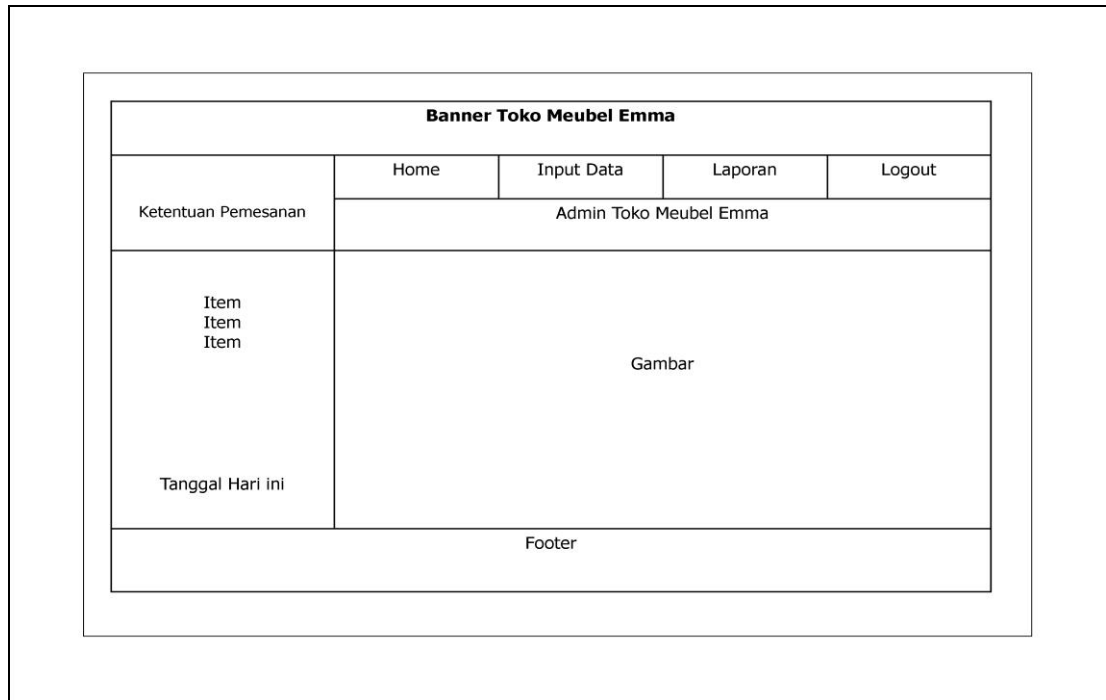 Banner Toko Meubel Emma
Home
Input Data
Laporan
Logout
Ketentuan Pemesanan
Admin Toko Meubel Emma
Item
Item
Item
Gambar
Tanggal Hari ini
Footer